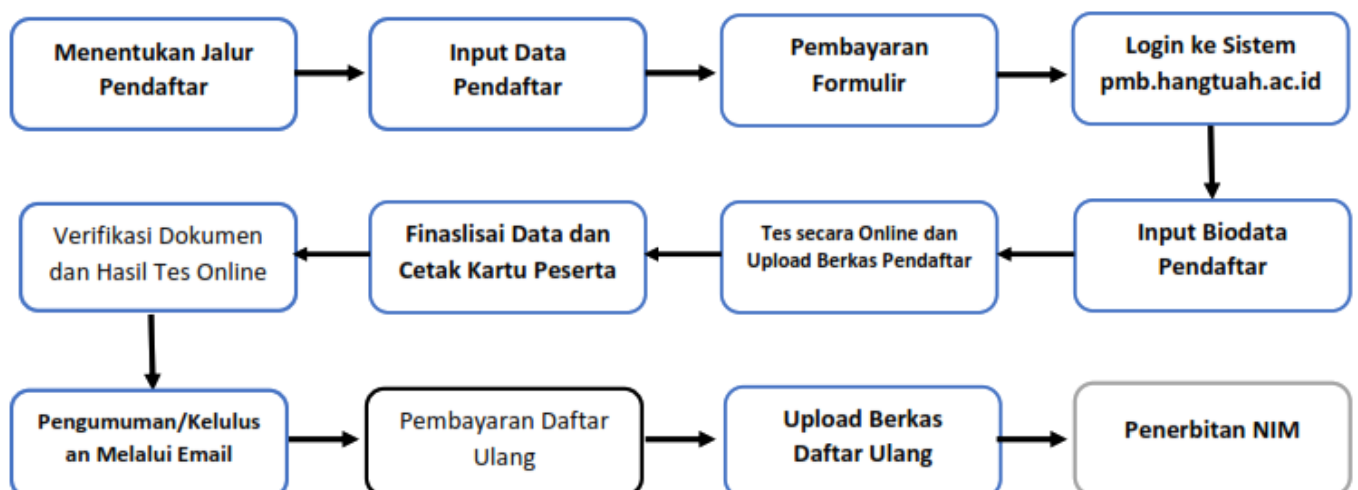 Menentukan Jalur
Pendaftar
Input Data
Pendaftar
Pembayaran
Formulir
Login ke Sistem
pmb.hangtuah.ac.id
Input Biodata
Pendaftar
Tes secara Online dan
Upload Berkas Pendaftar
Finaslisai Data dan
Cetak Kartu Peserta
Verifikasi Dokumen
dan Hasil Tes Online
Pengumuman/Kelulus
an Melalui Email
Pembayaran Daftar
Ulang
Upload Berkas
Daftar Ulang
Penerbitan NIM